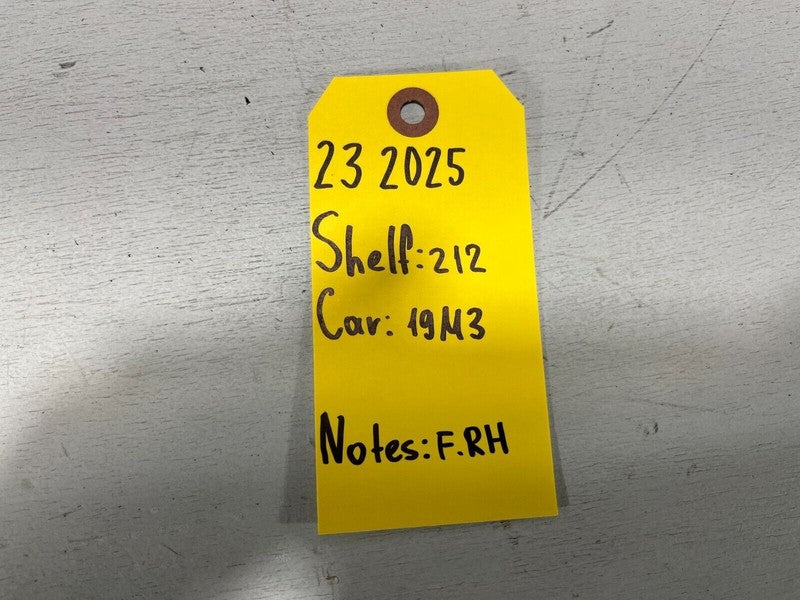 23 2025
Shelf: 212
Car: 19M3
Notes: F.RH